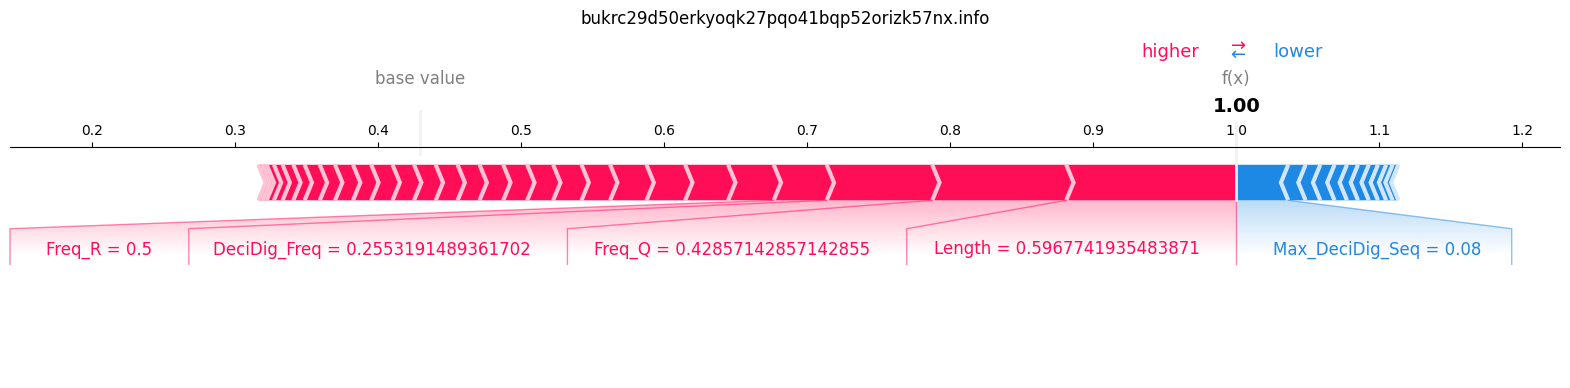 bukrc29d50erkyoqk27pqo41bqp52orizk57nx.info
higher → ← lower
base value f(x)
1.00
0.2 0.3 0.4 0.5 0.6 0.7 0.8 0.9 1.0 1.1 1.2
Freq_R = 0.5 DeciDig_Freq = 0.2553191489361702 Freq_Q = 0.42857142857142855 Length = 0.5967741935483871 Max_DeciDig_Seq = 0.08